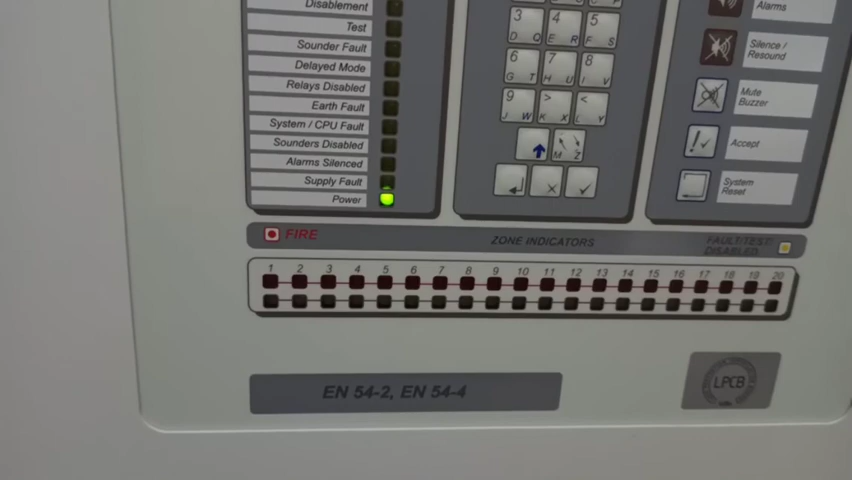 Disablement
Test
Sounder Fault
Delayed Mode
Relays Disabled
Earth Fault
System / CPU Fault
Sounders Disabled
Alarms Silenced
Supply Fault
Power
3 D Q
4 E R
5 F S
6 G T
7 H U
8 I V
9 J W
> K X
< L Y
M Z
Alarms
Silence /
Resound
Mute
Buzzer
Accept
System
Reset
FIRE
ZONE INDICATORS
FAULT/TEST/
DISABLED
1 2 3 4 5 6 7 8 9 10 11 12 13 14 15 16 17 18 19 20
EN 54-2, EN 54-4
LPCB